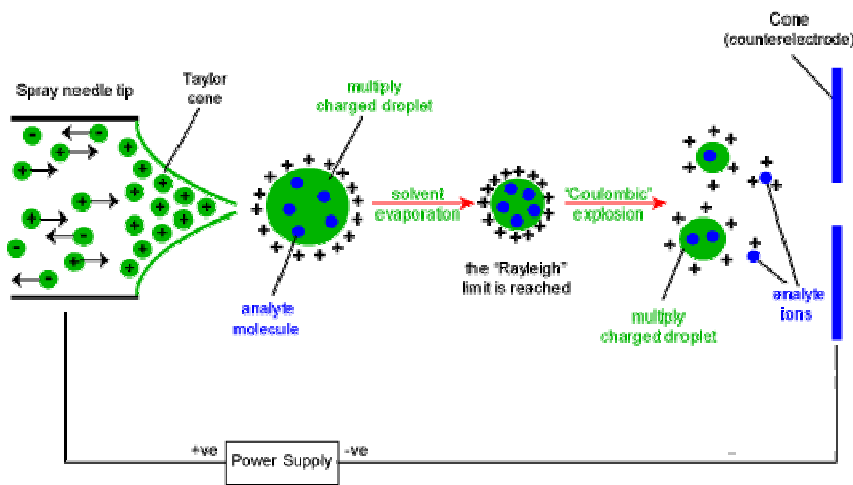 Cone
(counterelectrode)
Spray needle tip
Taylor
cone
multiply
charged droplet
solvent
evaporation
"Coulombic"
explosion
the "Rayleigh"
limit is reached
analyte
molecule
multiply
charged droplet
analyte
ions
+ve
Power Supply
-ve